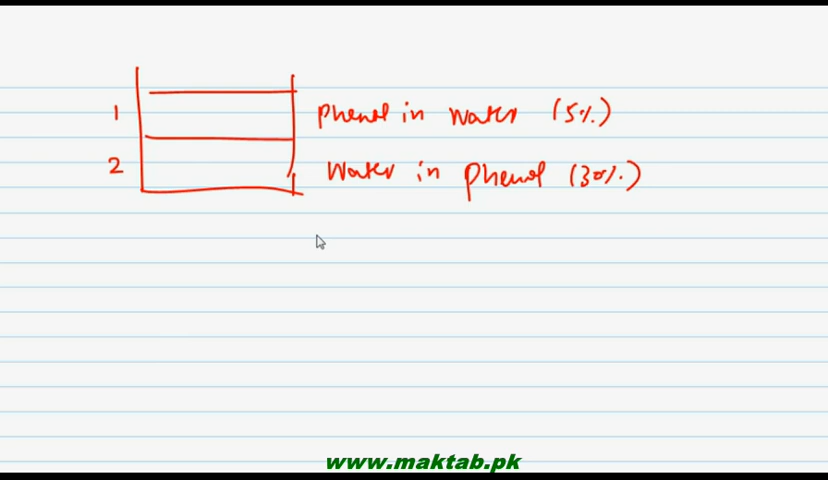 1 Phenol in water (5%)
2 Water in phenol (30%)
www.maktab.pk